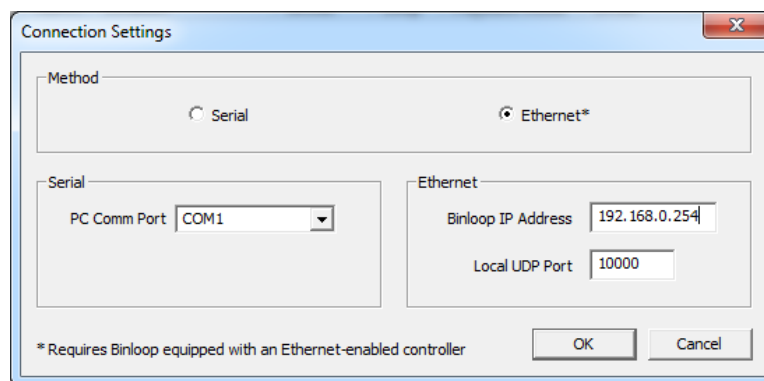 Connection Settings
Method
Serial
Ethernet*
Serial
PC Comm Port COM1
Ethernet
Binloop IP Address 192.168.0.254
Local UDP Port 10000
* Requires Binloop equipped with an Ethernet-enabled controller
OK
Cancel